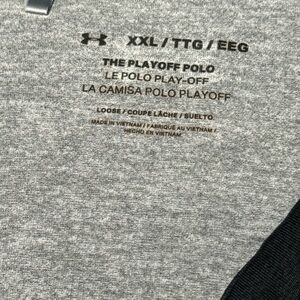 XXL / TTG / EEG
THE PLAYOFF POLO
LE POLO PLAY-OFF
LA CAMISA POLO PLAYOFF
LOOSE / COUPE LÂCHE / SUELTO
MADE IN VIETNAM / FABRIQUÉ AU VIETNAM /
HECHO EN VIETNAM